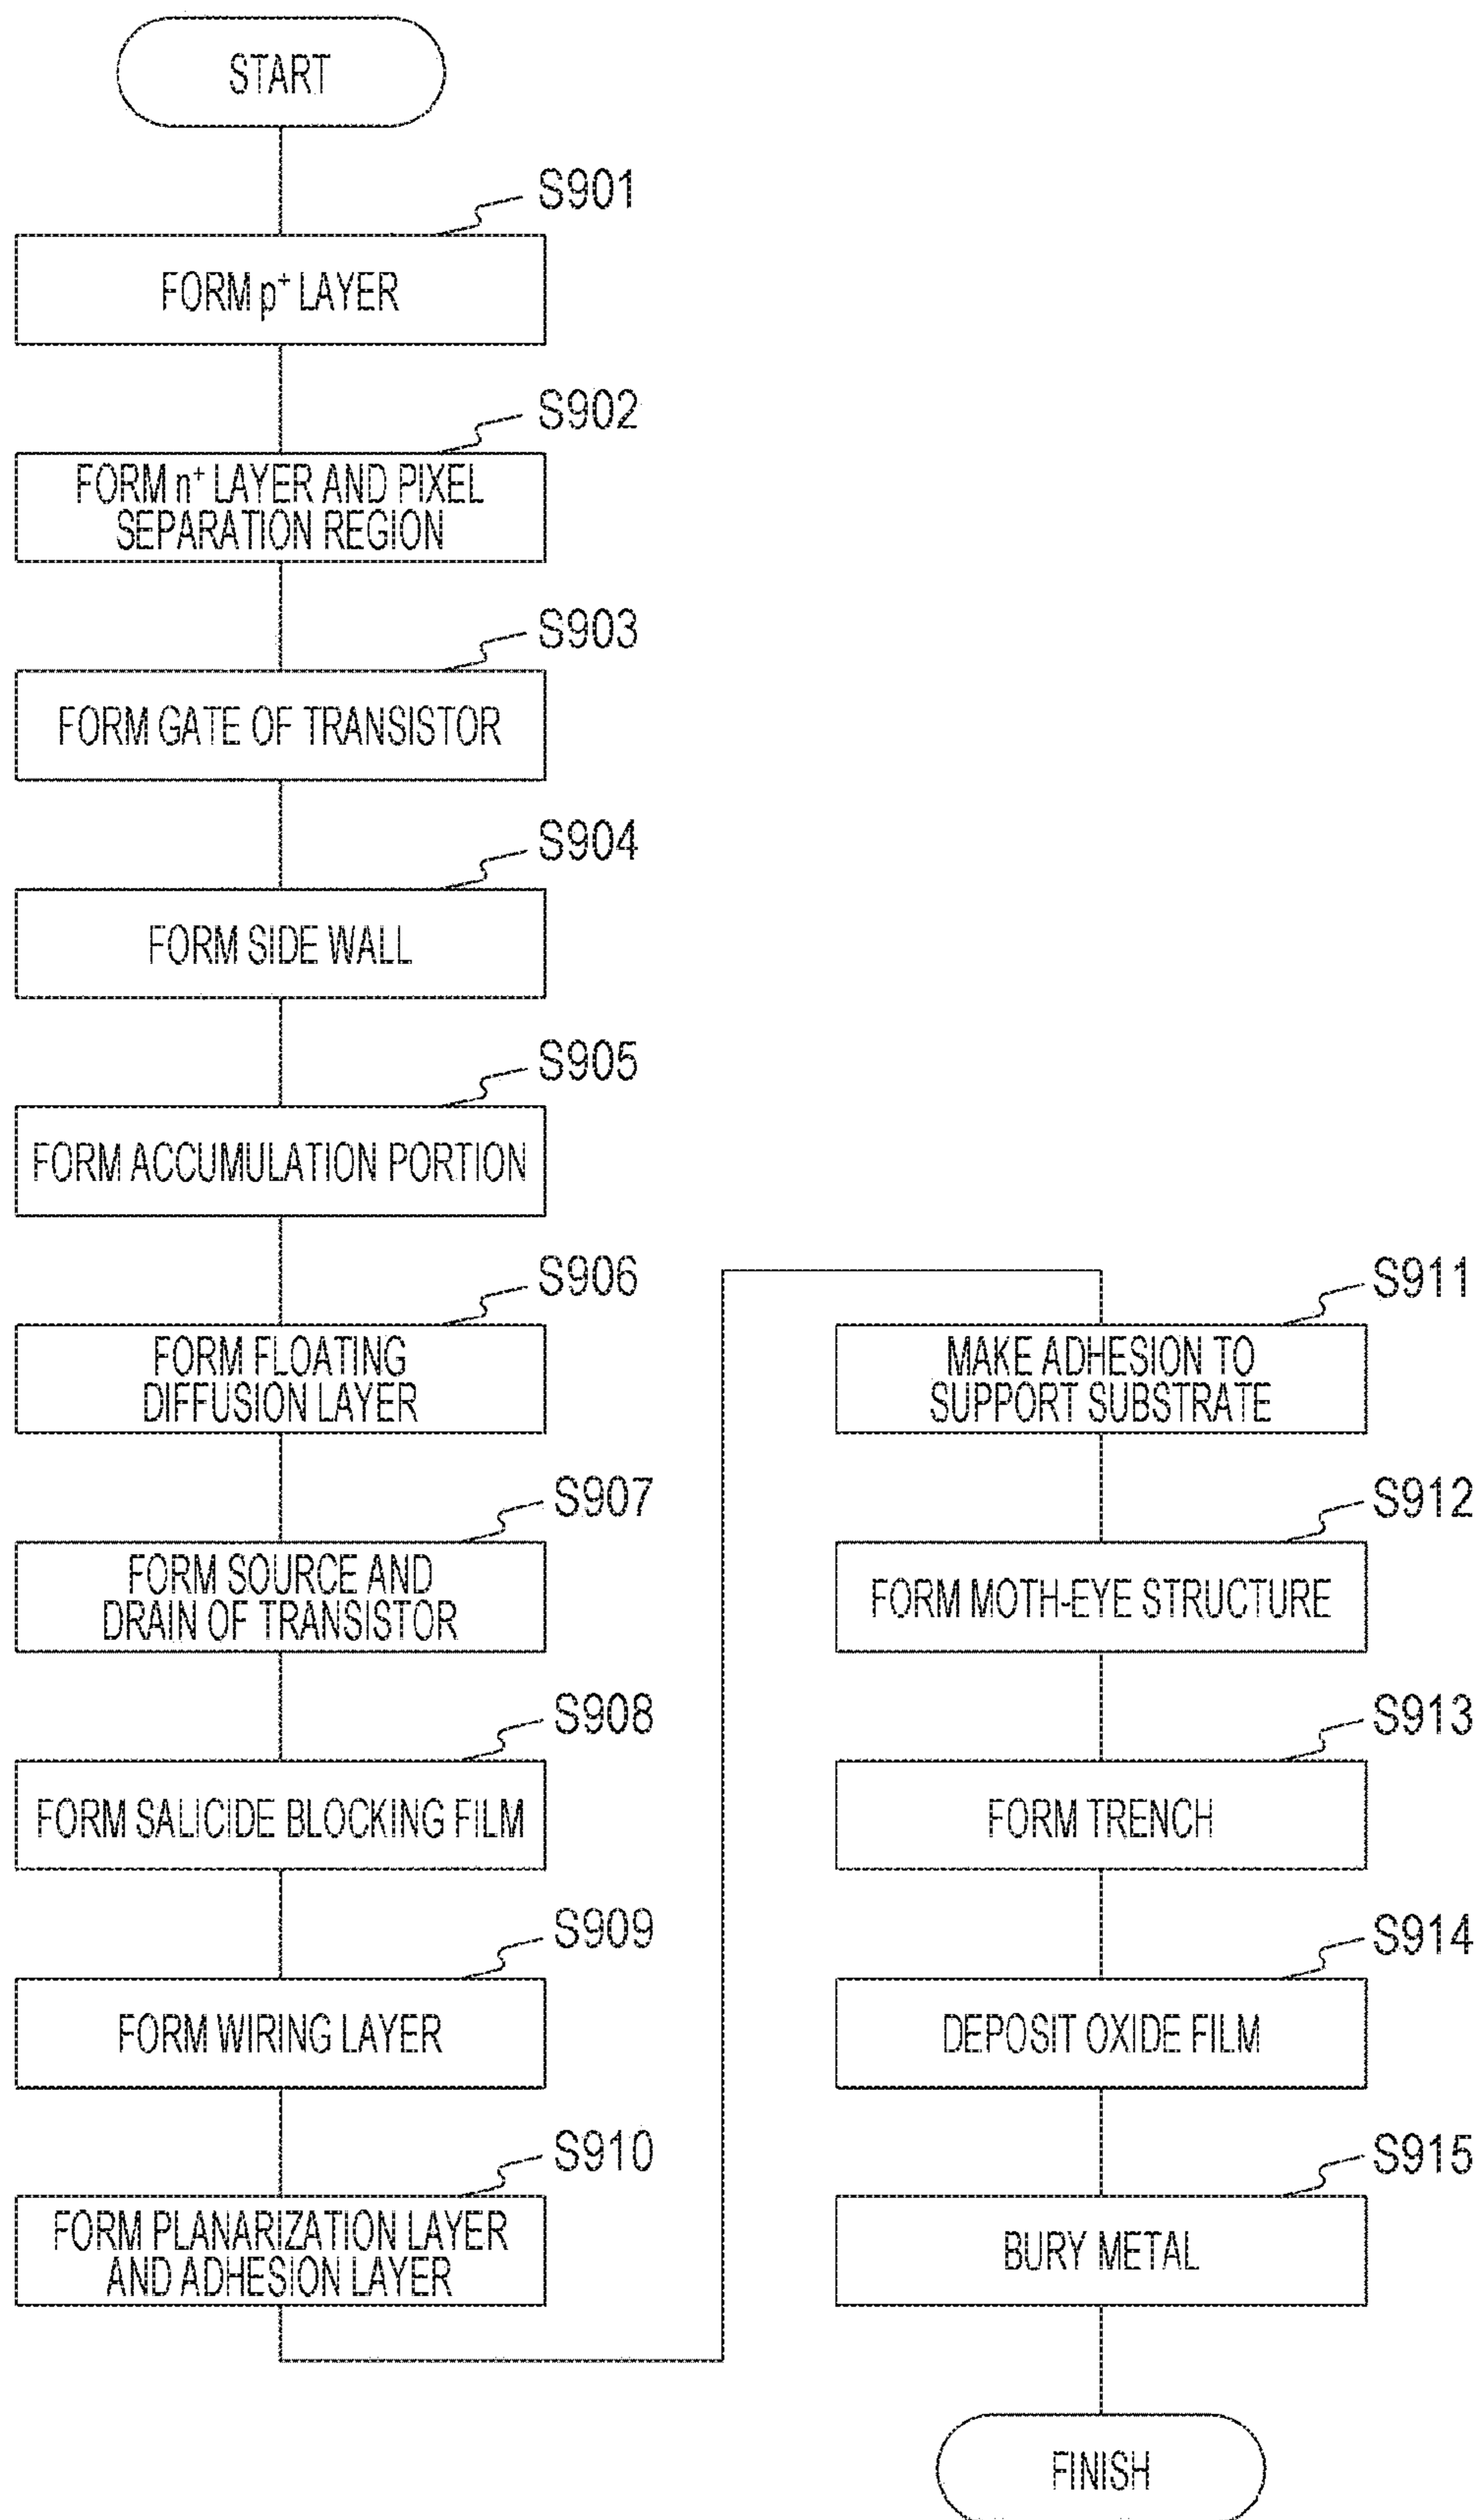 START
S901
FORM p⁺ LAYER
S902
FORM n⁺ LAYER AND PIXEL
SEPARATION REGION
S903
FORM GATE OF TRANSISTOR
S904
FORM SIDE WALL
S905
FORM ACCUMULATION PORTION
S906
FORM FLOATING
DIFFUSION LAYER
S907
FORM SOURCE AND
DRAIN OF TRANSISTOR
S908
FORM SALICIDE BLOCKING FILM
S909
FORM WIRING LAYER
S910
FORM PLANARIZATION LAYER
AND ADHESION LAYER
S911
MAKE ADHESION TO
SUPPORT SUBSTRATE
S912
FORM MOTH-EYE STRUCTURE
S913
FORM TRENCH
S914
DEPOSIT OXIDE FILM
S915
BURY METAL
FINISH